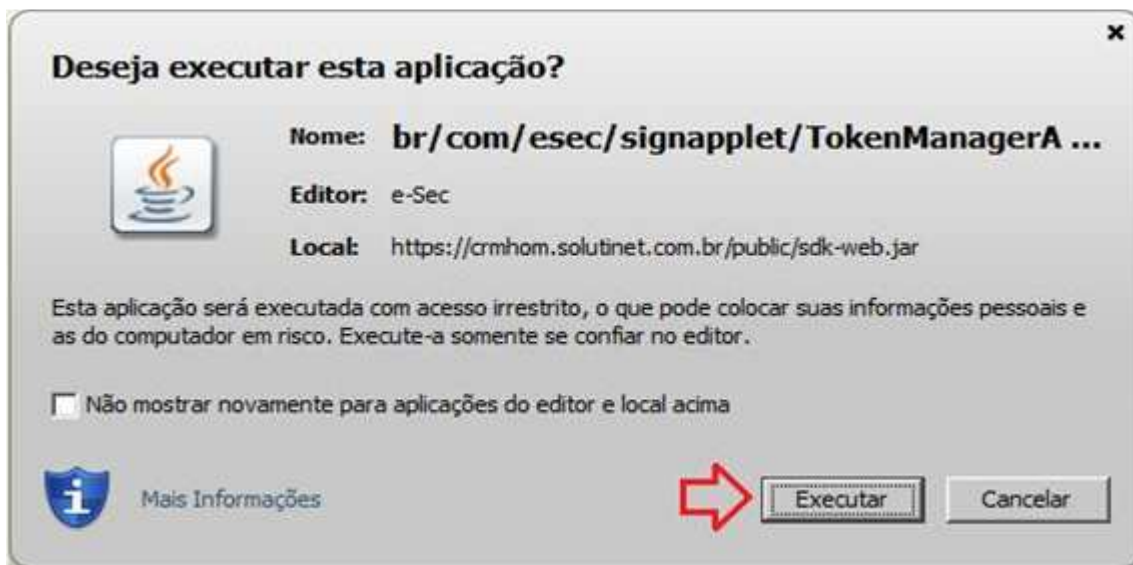 Deseja executar esta aplicação?
Nome: br/com/esec/signapplet/TokenManagerA ...
Editor: e-Sec
Local: https://crmhom.solutinet.com.br/public/sdk-web.jar
Esta aplicação será executada com acesso irrestrito, o que pode colocar suas informações pessoais e
as do computador em risco. Execute-a somente se confiar no editor.
Não mostrar novamente para aplicações do editor e local acima
Mais Informações
Executar
Cancelar